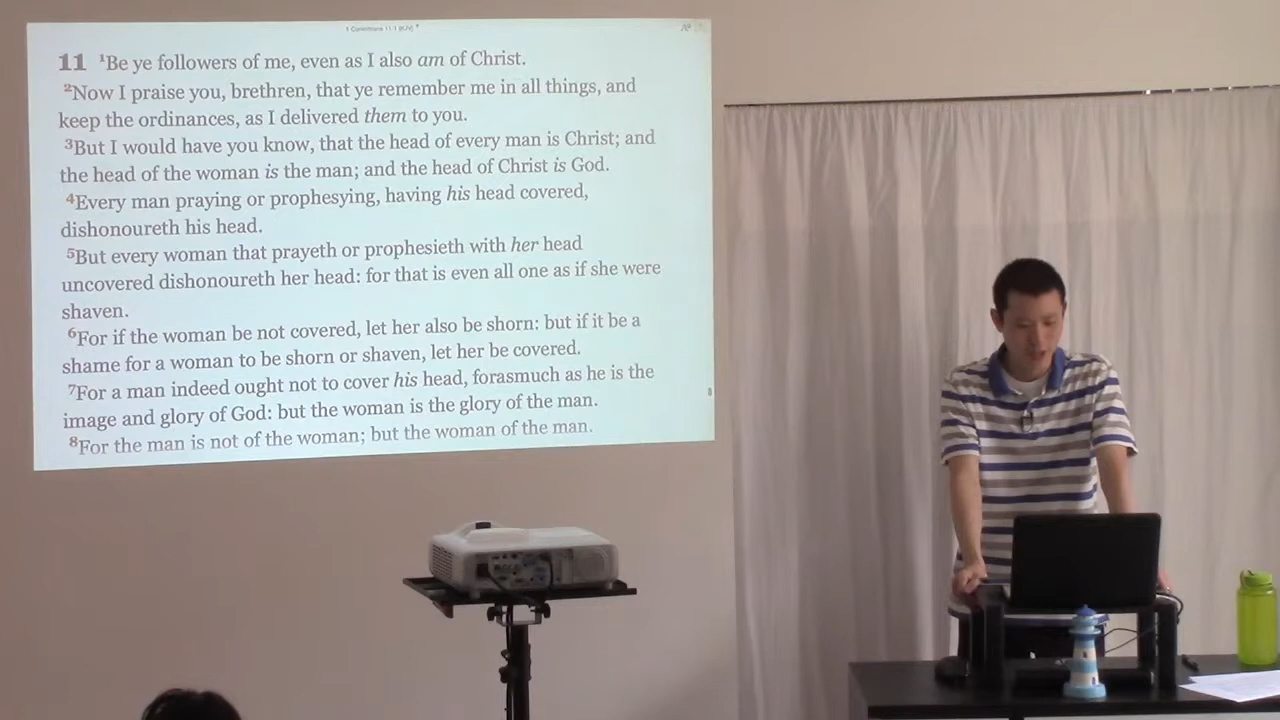 1 Corinthians 11:1 (KJV)
11 1Be ye followers of me, even as I also am of Christ.
2Now I praise you, brethren, that ye remember me in all things, and
keep the ordinances, as I delivered them to you.
3But I would have you know, that the head of every man is Christ; and
the head of the woman is the man; and the head of Christ is God.
4Every man praying or prophesying, having his head covered,
dishonoureth his head.
5But every woman that prayeth or prophesieth with her head
uncovered dishonoureth her head: for that is even all one as if she were
shaven.
6For if the woman be not covered, let her also be shorn: but if it be a
shame for a woman to be shorn or shaven, let her be covered.
7For a man indeed ought not to cover his head, forasmuch as he is the
image and glory of God: but the woman is the glory of the man.
8For the man is not of the woman; but the woman of the man.